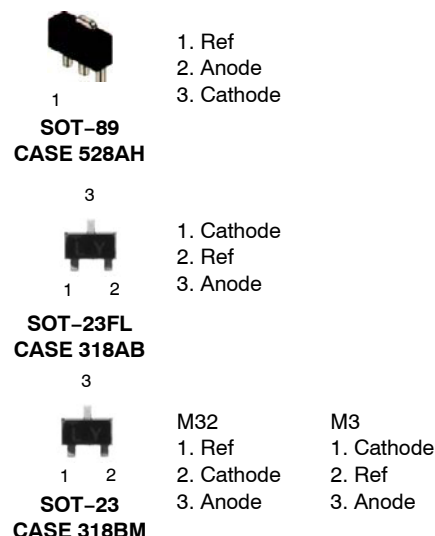 1. Ref
2. Anode
3. Cathode
1
SOT−89
CASE 528AH
3
1. Cathode
2. Ref
3. Anode
1 2
SOT−23FL
CASE 318AB
3
M32 M3
1. Ref 1. Cathode
2. Cathode 2. Ref
3. Anode 3. Anode
1 2
SOT−23
CASE 318BM